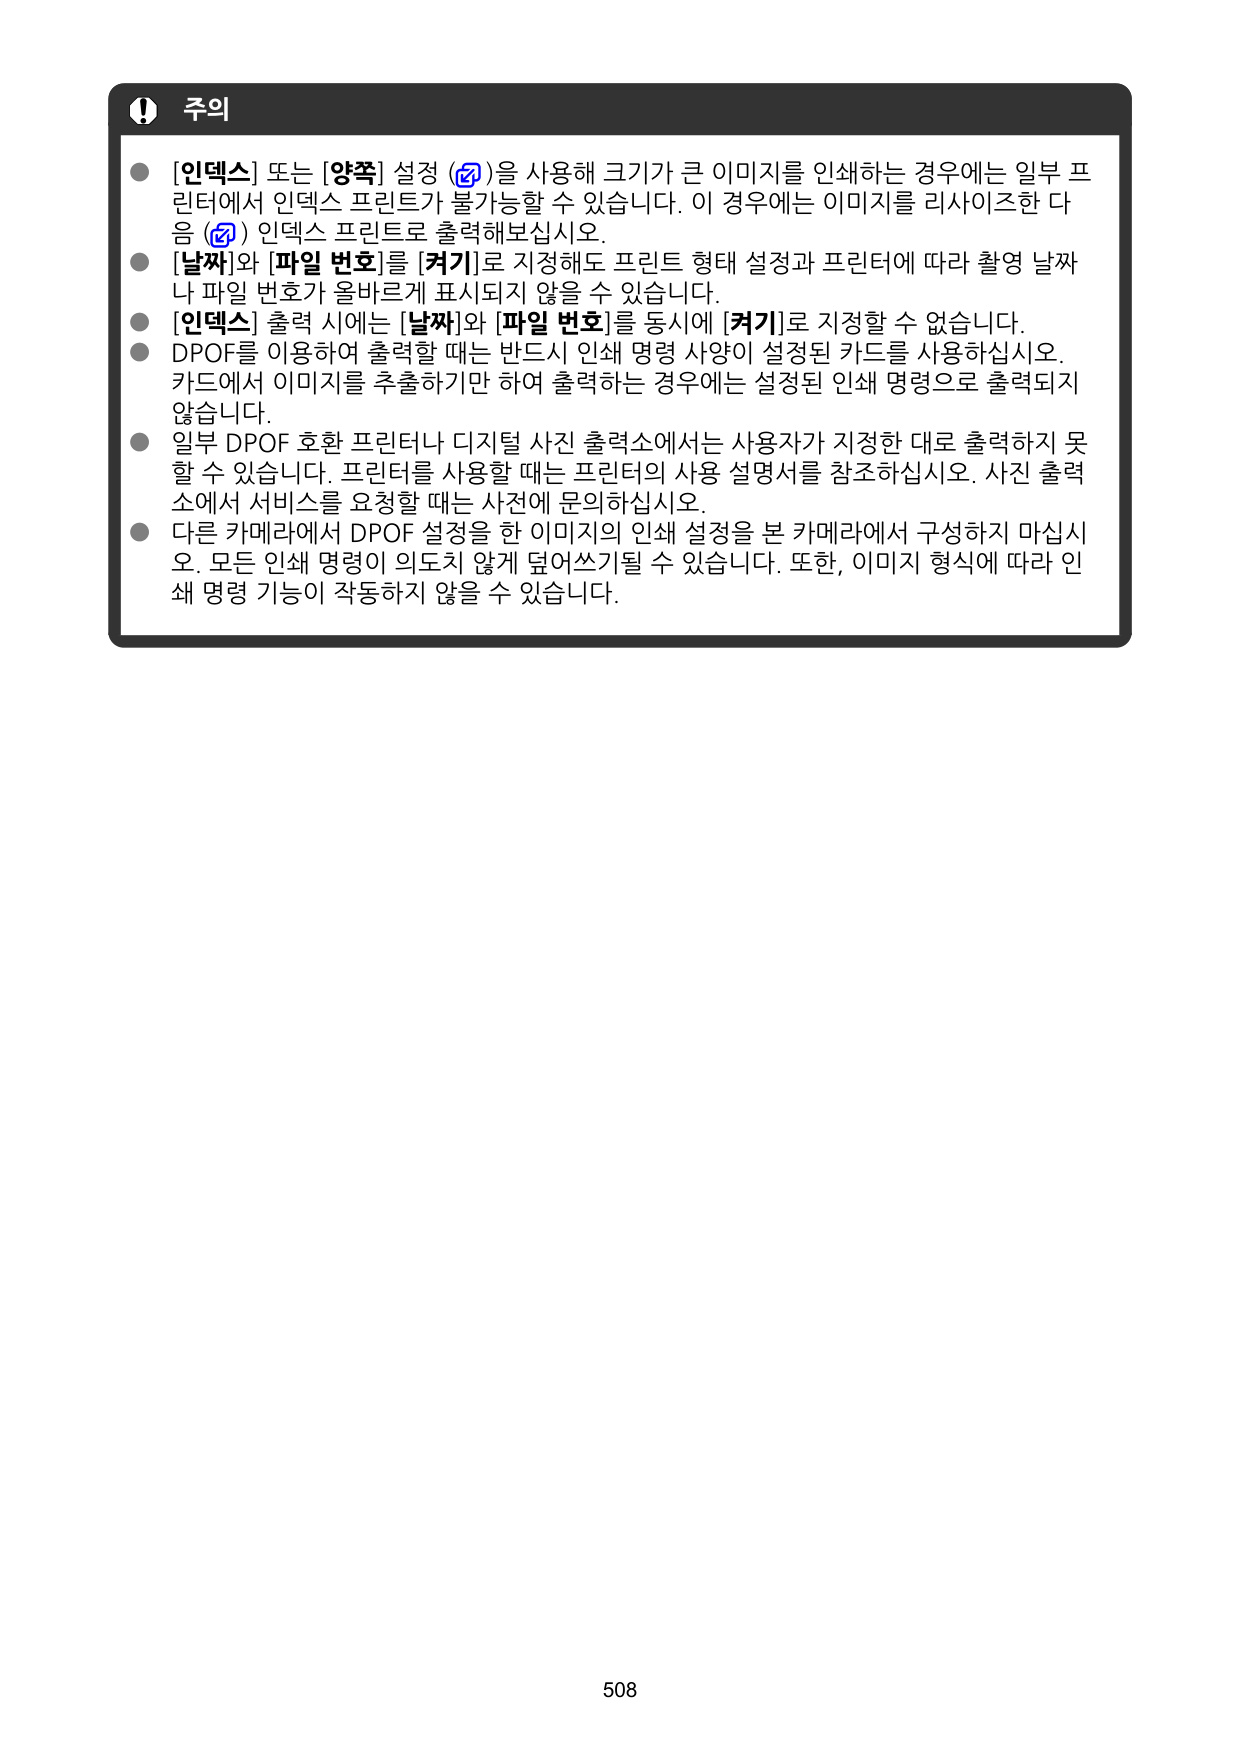 주의
● [인덱스] 또는 [양쪽] 설정 ( )을 사용해 크기가 큰 이미지를 인쇄하는 경우에는 일부 프
린터에서 인덱스 프린트가 불가능할 수 있습니다. 이 경우에는 이미지를 리사이즈한 다
음 ( ) 인덱스 프린트로 출력해보십시오.
● [날짜]와 [파일 번호]를 [켜기]로 지정해도 프린트 형태 설정과 프린터에 따라 촬영 날짜
나 파일 번호가 올바르게 표시되지 않을 수 있습니다.
● [인덱스] 출력 시에는 [날짜]와 [파일 번호]를 동시에 [켜기]로 지정할 수 없습니다.
● DPOF를 이용하여 출력할 때는 반드시 인쇄 명령 사양이 설정된 카드를 사용하십시오.
카드에서 이미지를 추출하기만 하여 출력하는 경우에는 설정된 인쇄 명령으로 출력되지
않습니다.
● 일부 DPOF 호환 프린터나 디지털 사진 출력소에서는 사용자가 지정한 대로 출력하지 못
할 수 있습니다. 프린터를 사용할 때는 프린터의 사용 설명서를 참조하십시오. 사진 출력
소에서 서비스를 요청할 때는 사전에 문의하십시오.
● 다른 카메라에서 DPOF 설정을 한 이미지의 인쇄 설정을 본 카메라에서 구성하지 마십시
오. 모든 인쇄 명령이 의도치 않게 덮어쓰기될 수 있습니다. 또한, 이미지 형식에 따라 인
쇄 명령 기능이 작동하지 않을 수 있습니다.
508